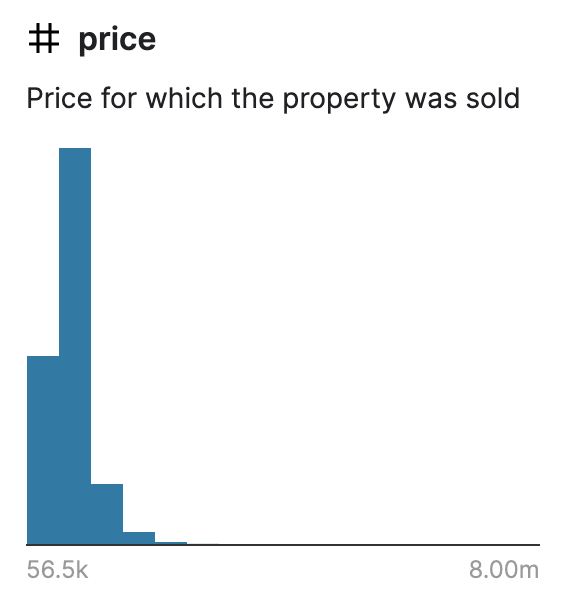 # price
Price for which the property was sold
56.5k 8.00m